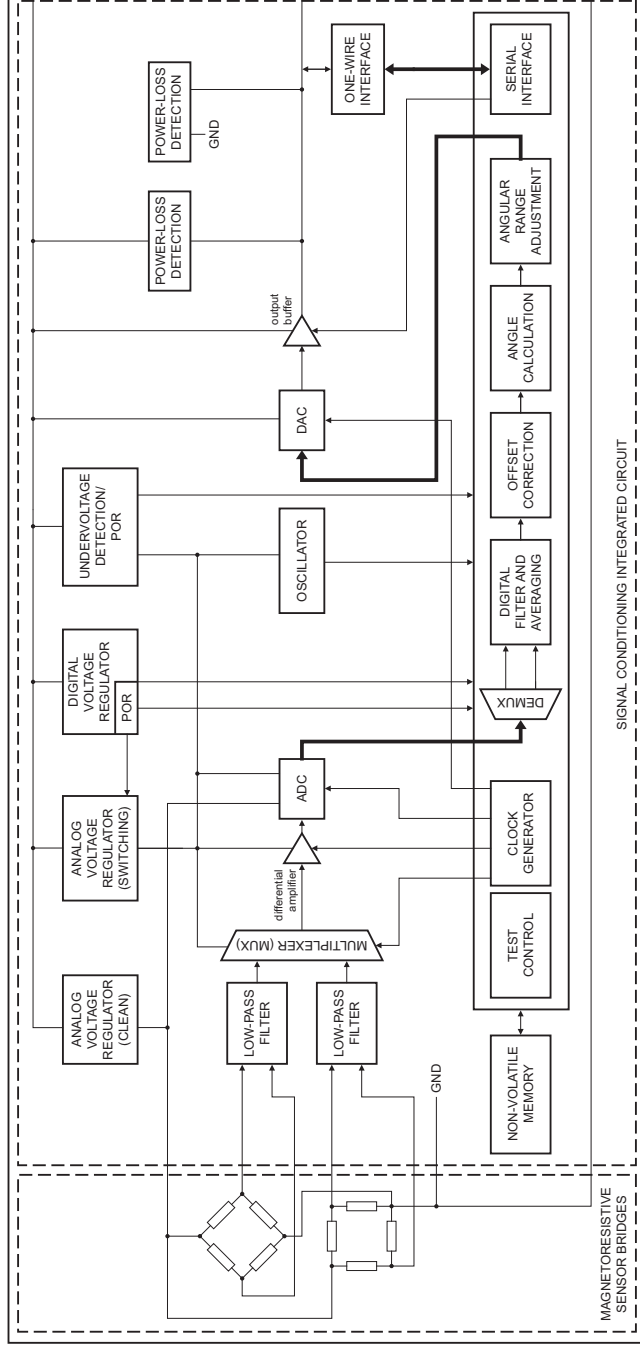 ANALOG
VOLTAGE
REGULATOR
(CLEAN)
ANALOG
VOLTAGE
REGULATOR
(SWITCHING)
DIGITAL
VOLTAGE
REGULATOR
POR
UNDERVOLTAGE
DETECTION/
POR
POWER-LOSS
DETECTION
POWER-LOSS
DETECTION
GND
LOW-PASS
FILTER
LOW-PASS
FILTER
MULTIPLEXER (MUX)
differential
amplifier
ADC
OSCILLATOR
DAC
output
buffer
ONE-WIRE
INTERFACE
GND
NON-VOLATILE
MEMORY
TEST
CONTROL
CLOCK
GENERATOR
DEMUX
DIGITAL
FILTER AND
AVERAGING
OFFSET
CORRECTION
ANGLE
CALCULATION
ANGULAR
RANGE
ADJUSTMENT
SERIAL
INTERFACE
MAGNETORESISTIVE
SENSOR BRIDGES
SIGNAL CONDITIONING INTEGRATED CIRCUIT